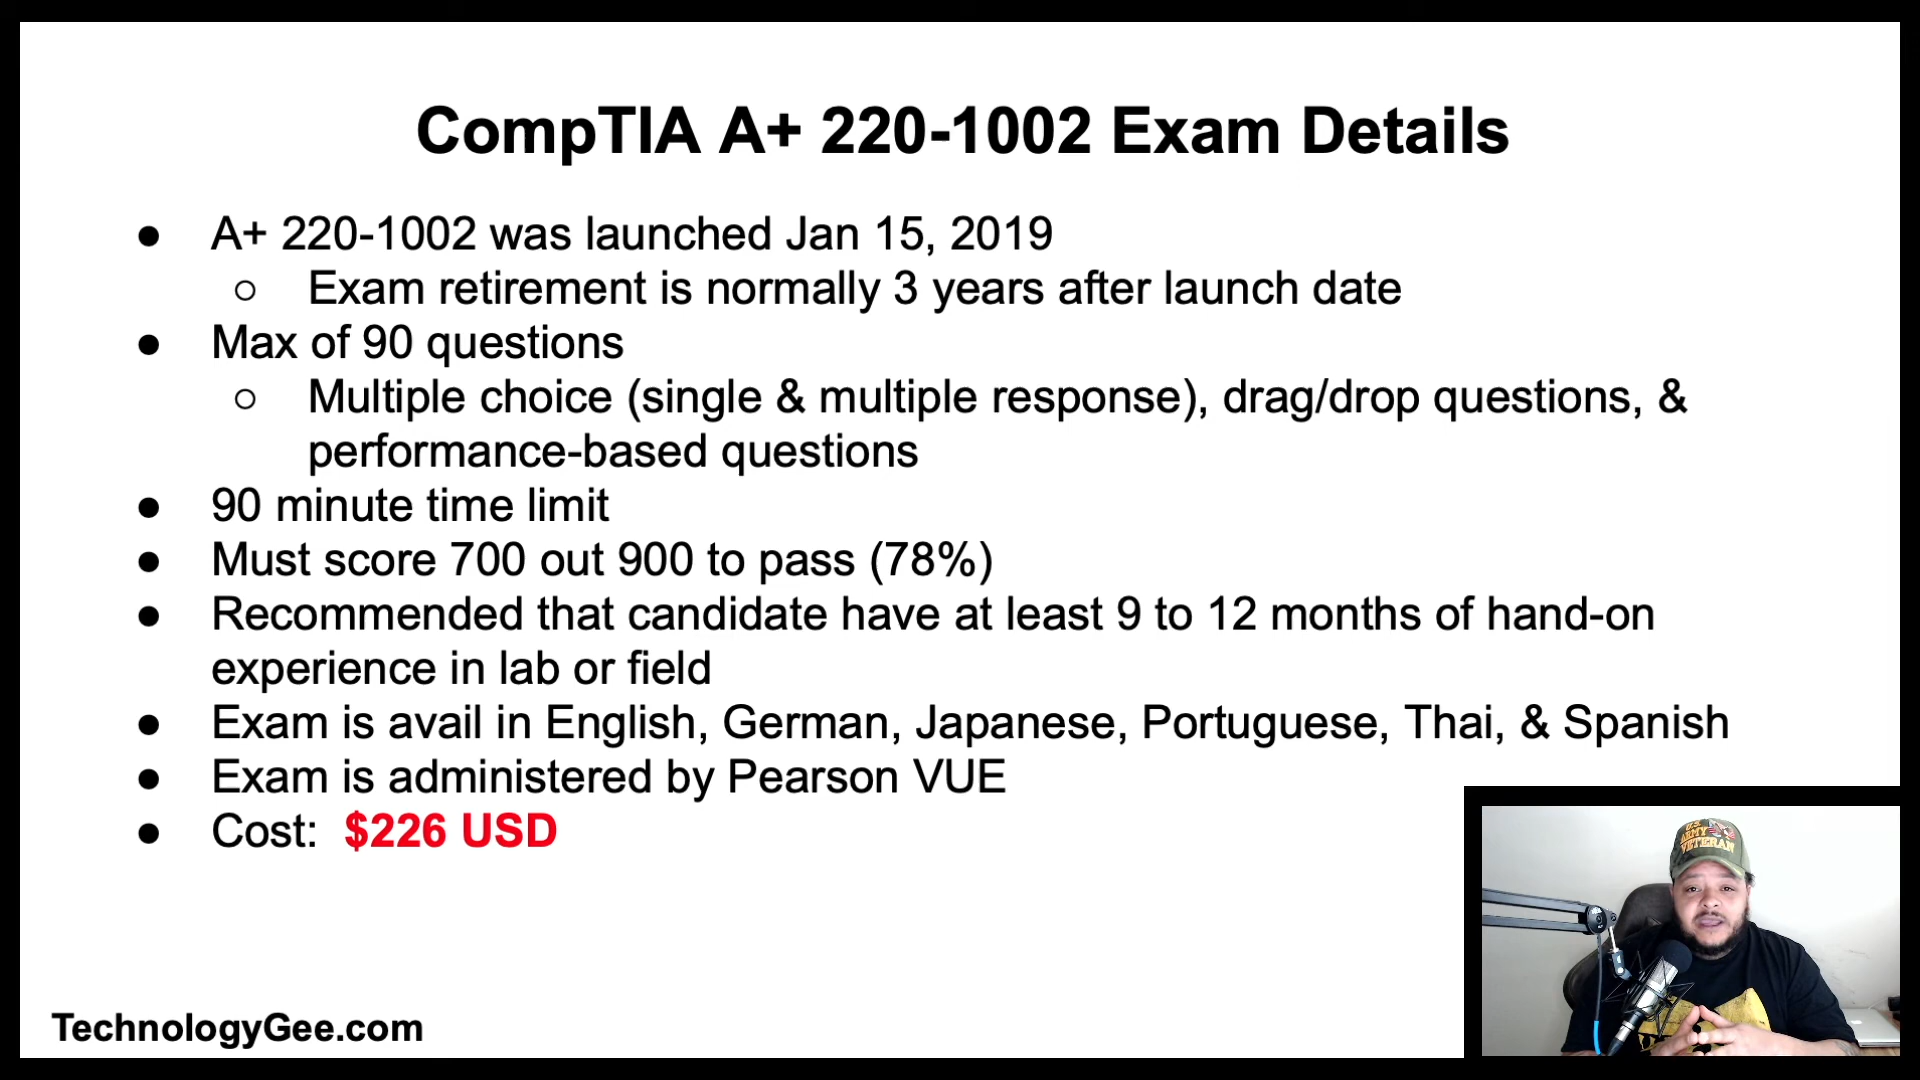 CompTIA A+ 220-1002 Exam Details
● A+ 220-1002 was launched Jan 15, 2019
○ Exam retirement is normally 3 years after launch date
● Max of 90 questions
○ Multiple choice (single & multiple response), drag/drop questions, &
performance-based questions
● 90 minute time limit
● Must score 700 out 900 to pass (78%)
● Recommended that candidate have at least 9 to 12 months of hand-on
experience in lab or field
● Exam is avail in English, German, Japanese, Portuguese, Thai, & Spanish
● Exam is administered by Pearson VUE
● Cost: $226 USD
U.S.
ARMY
VETERAN
TechnologyGee.com